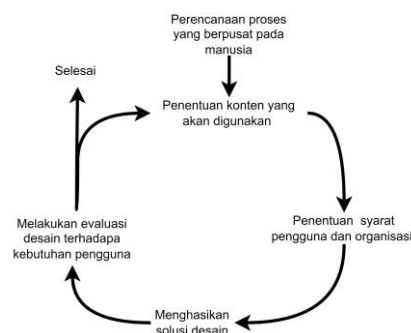 Perencanaan proses
yang berpusat pada
manusia
Selesai
Penentuan konten yang
akan digunakan
Penentuan syarat
pengguna dan organisasi
Melakukan evaluasi
desain terhadapa
kebutuhan pengguna
Menghasikan
solusi desain